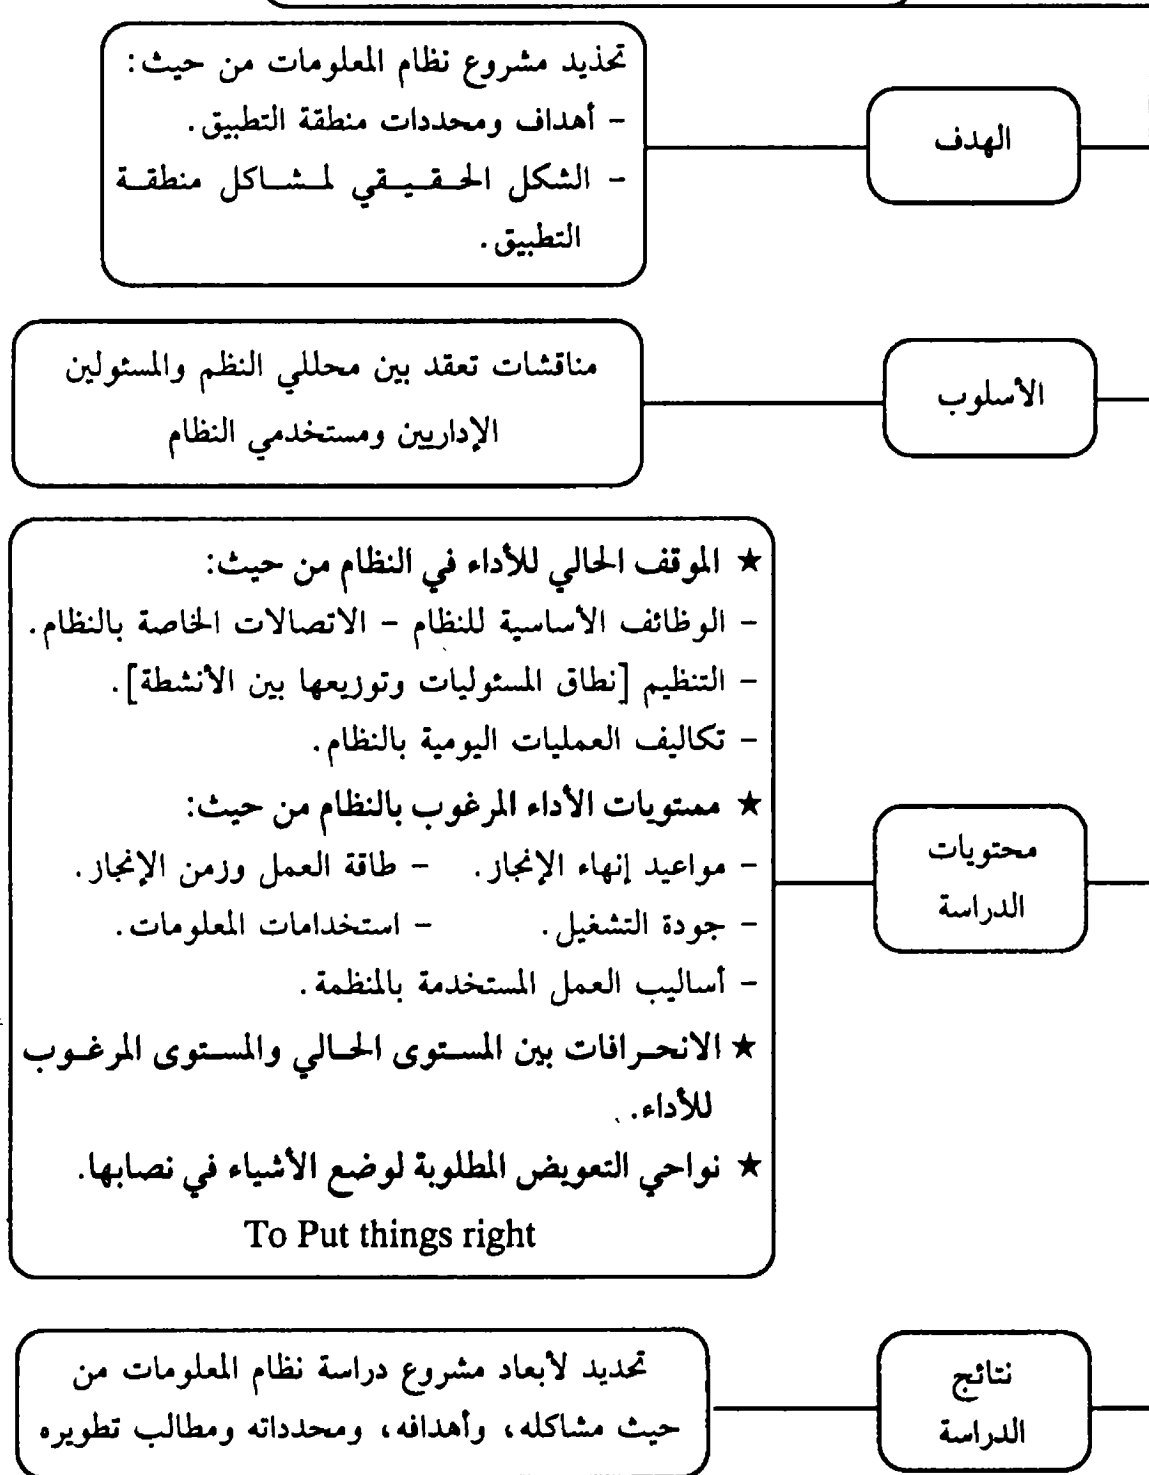 الهدف
تحذيد مشروع نظام المعلومات من حيث:
- أهداف ومحددات منطقة التطبيق.
- الشكل الحقيقي لمشاكل منطقة
التطبيق.
الأسلوب
مناقشات تعقد بين محللي النظم والمسئولين
الإداريين ومستخدمي النظام
محتويات
الدراسة
★ الموقف الحالي للأداء في النظام من حيث:
- الوظائف الأساسية للنظام - الاتصالات الخاصة بالنظام.
- التنظيم [نطاق المسئوليات وتوزيعها بين الأنشطة].
- تكاليف العمليات اليومية بالنظام.
★ مستويات الأداء المرغوب بالنظام من حيث:
- مواعيد إنهاء الإنجاز. - طاقة العمل وزمن الإنجاز.
- جودة التشغيل. - استخدامات المعلومات.
- أساليب العمل المستخدمة بالمنظمة.
★ الانحرافات بين المستوى الحالي والمستوى المرغوب
للأداء.
★ نواحي التعويض المطلوبة لوضع الأشياء في نصابها.
To Put things right
نتائج
الدراسة
تحديد لأبعاد مشروع دراسة نظام المعلومات من
حيث مشاكله، وأهدافه، ومحدداته ومطالب تطويره